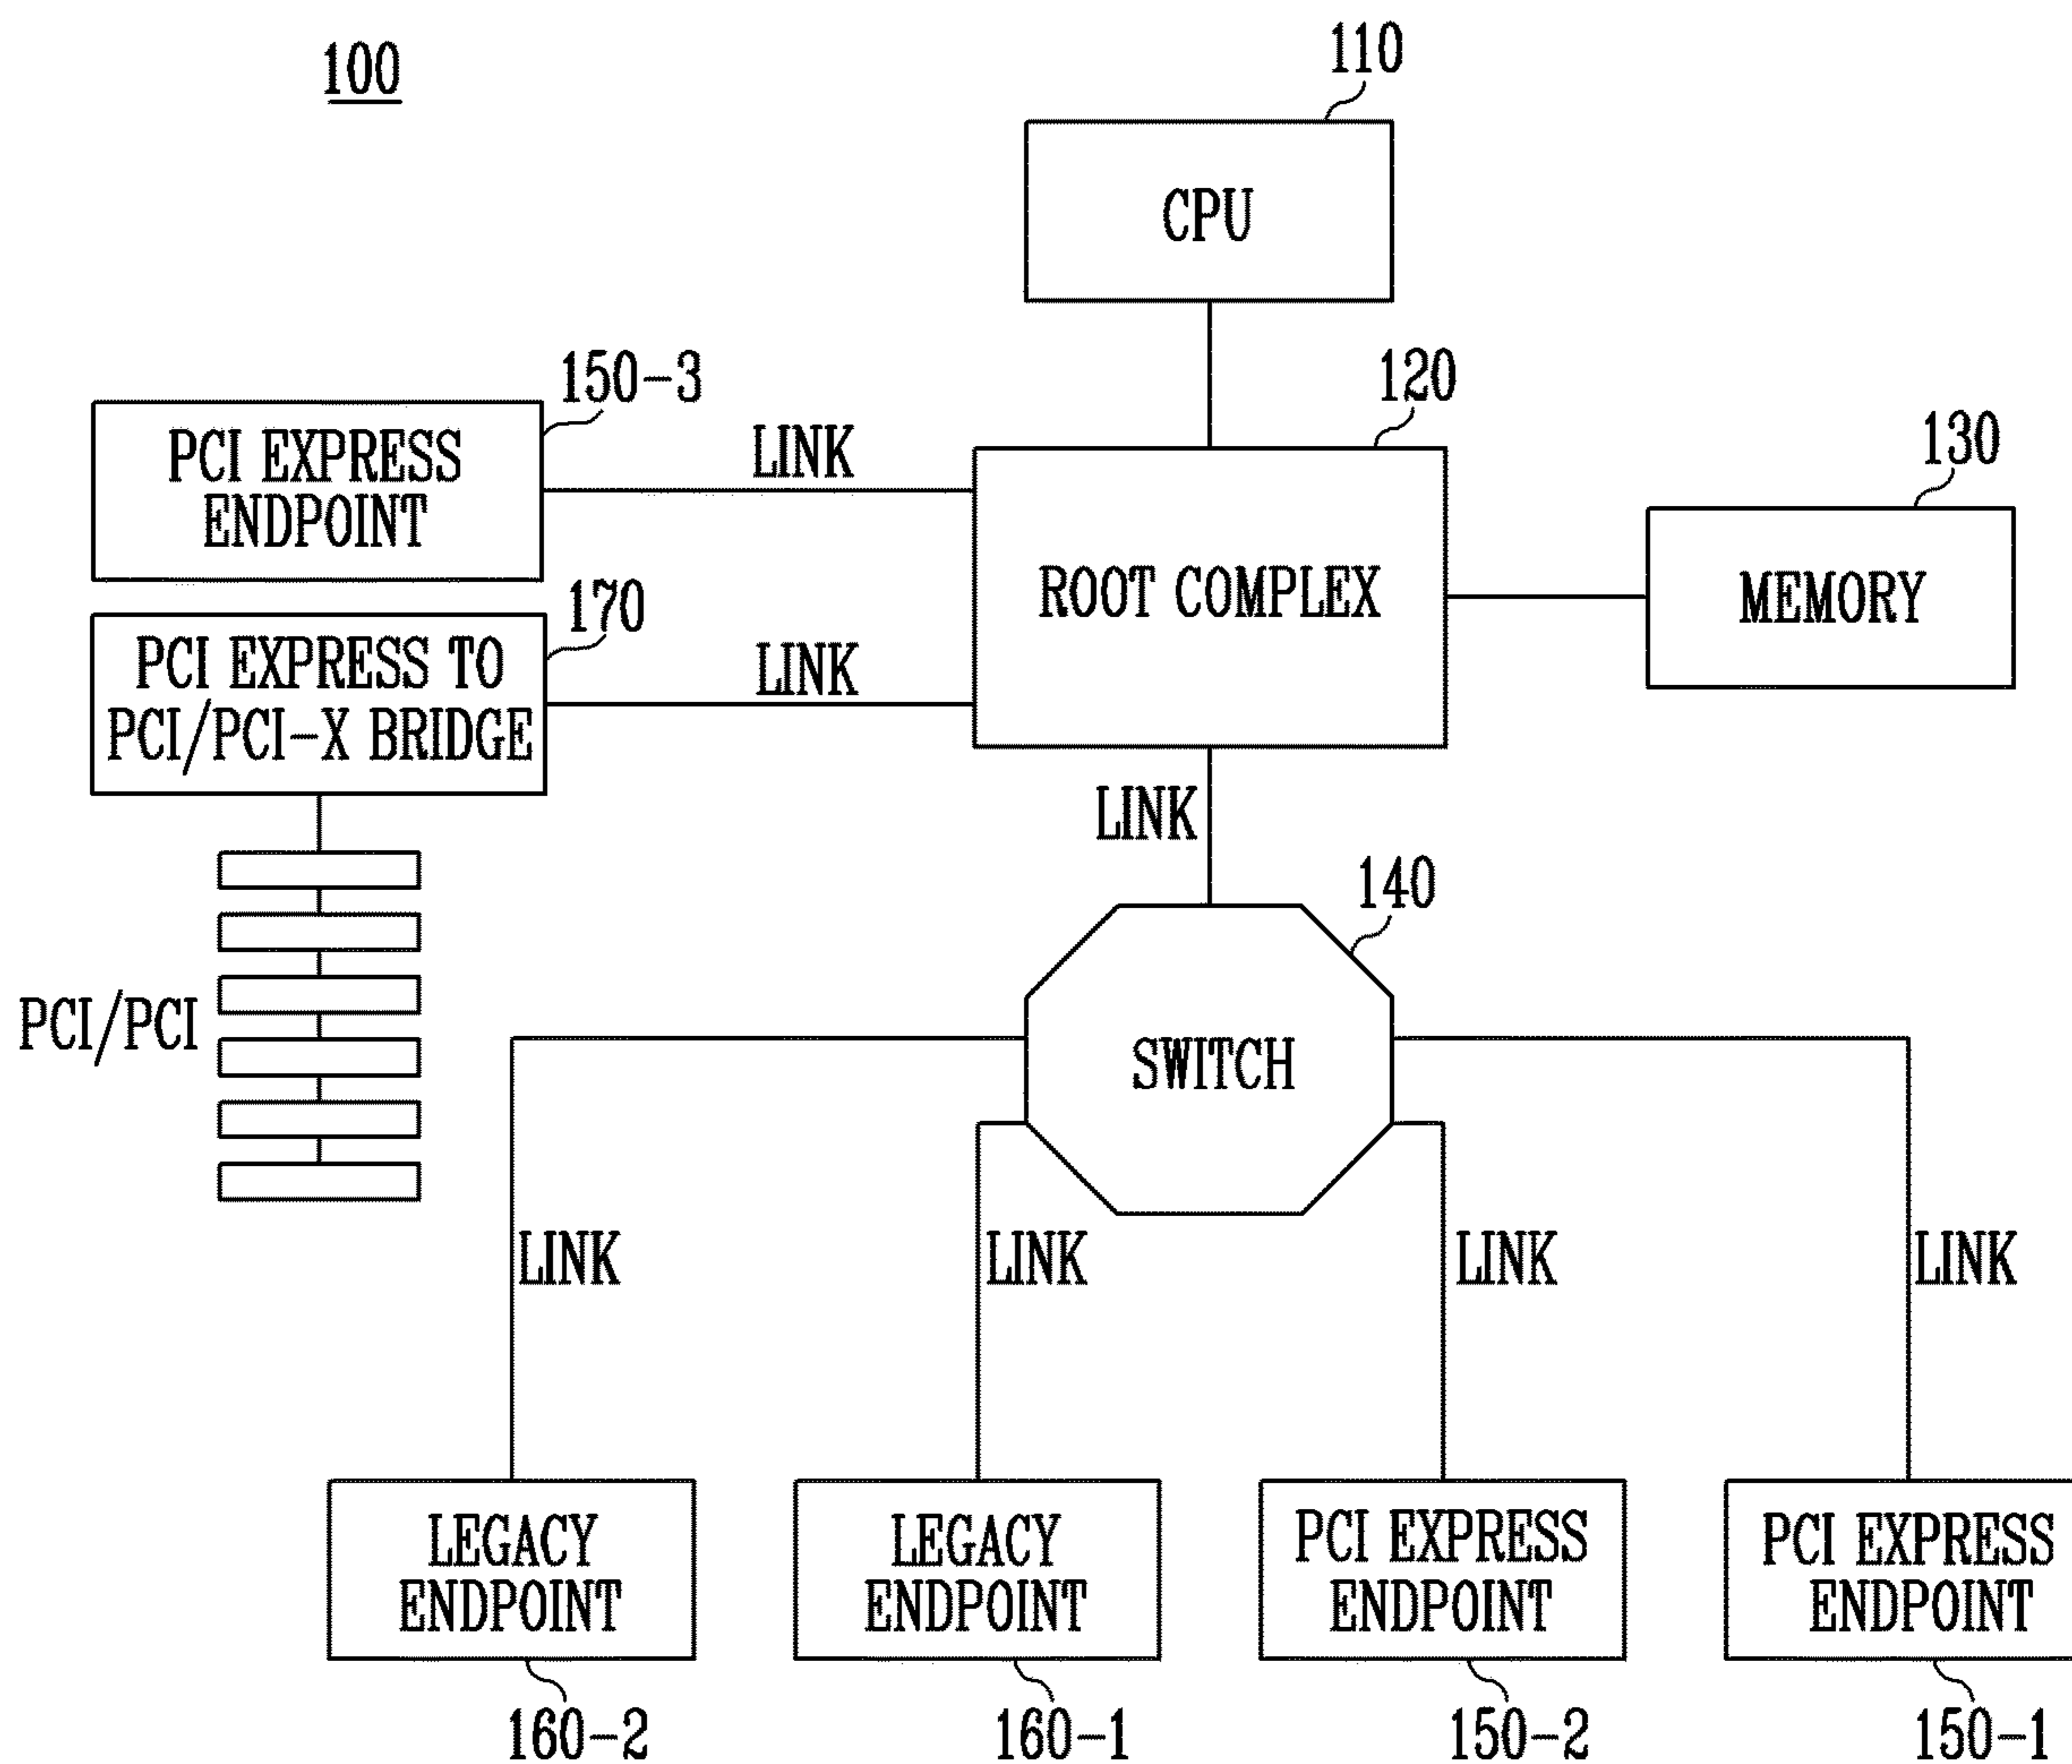 100
110
CPU
150-3
120
130
PCI EXPRESS
ENDPOINT
LINK
ROOT COMPLEX
MEMORY
170
PCI EXPRESS TO
PCI/PCI-X BRIDGE
LINK
LINK
140
PCI/PCI
SWITCH
LINK
LINK
LINK
LINK
LEGACY
ENDPOINT
LEGACY
ENDPOINT
PCI EXPRESS
ENDPOINT
PCI EXPRESS
ENDPOINT
160-2
160-1
150-2
150-1